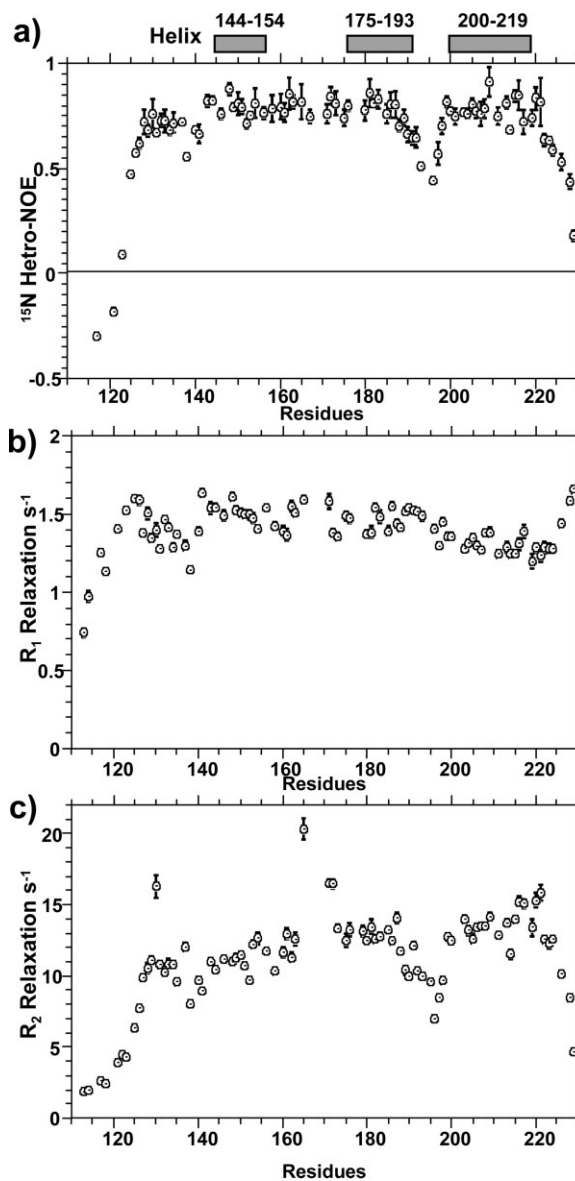 a)
144-154 175-193 200-219
Helix
1
0.5
0
-0.5
¹⁵N Hetro-NOE
120 140 160 180 200 220
Residues
b)
2
1.5
1
0.5
0
R₁ Relaxation s⁻¹
120 140 160 180 200 220
Residues
c)
20
15
10
5
0
R₂ Relaxation s⁻¹
120 140 160 180 200 220
Residues